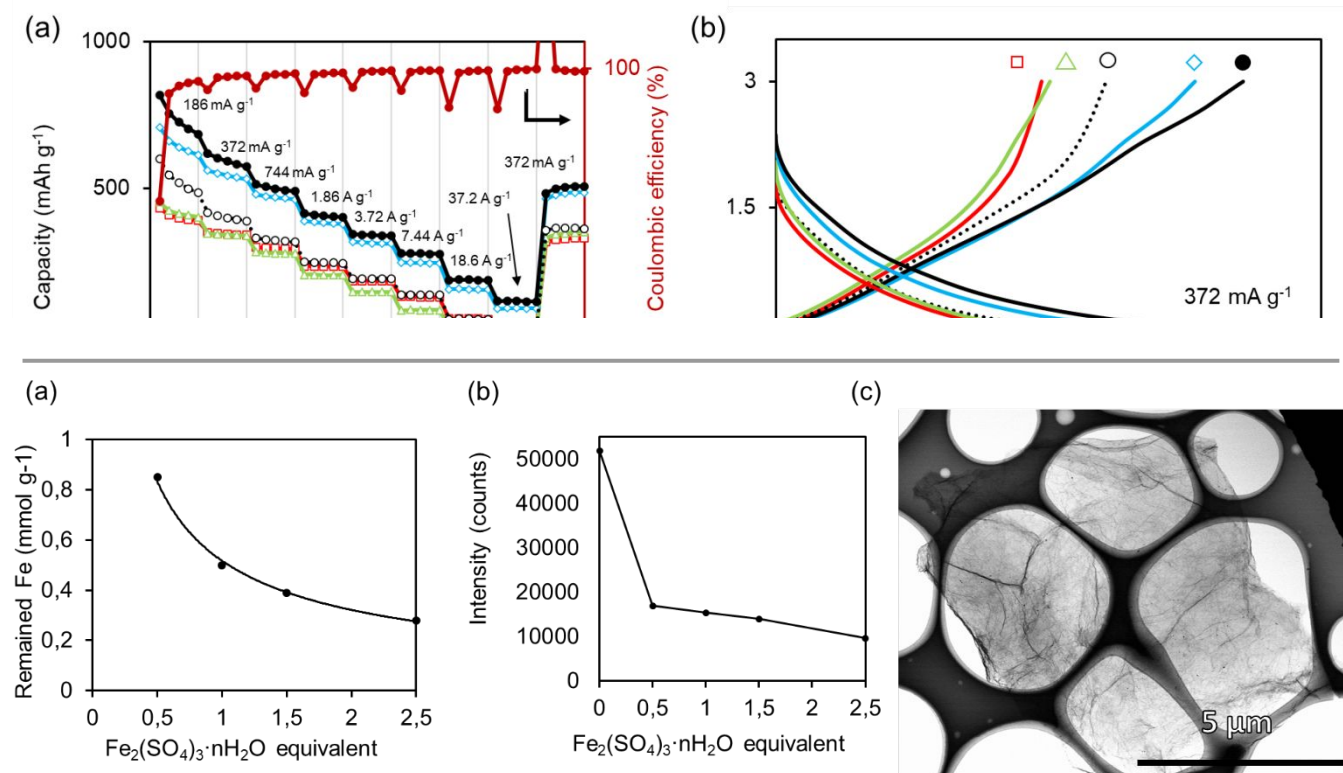 (a)
1000
500
Capacity (mAh g⁻¹)
186 mA g⁻¹
372 mA g⁻¹
744 mA g⁻¹
1.86 A g⁻¹
3.72 A g⁻¹
7.44 A g⁻¹
18.6 A g⁻¹
37.2 A g⁻¹
372 mA g⁻¹
100
Coulombic efficiency (%)
(b)
3
1.5
372 mA g⁻¹
(a)
Remained Fe (mmol g-1)
1
0,8
0,6
0,4
0,2
0
0 0,5 1 1,5 2 2,5
Fe₂(SO₄)₃·nH₂O equivalent
(b)
Intensity (counts)
50000
40000
30000
20000
10000
0
0 0,5 1 1,5 2 2,5
Fe₂(SO₄)₃·nH₂O equivalent
(c)
5 µm